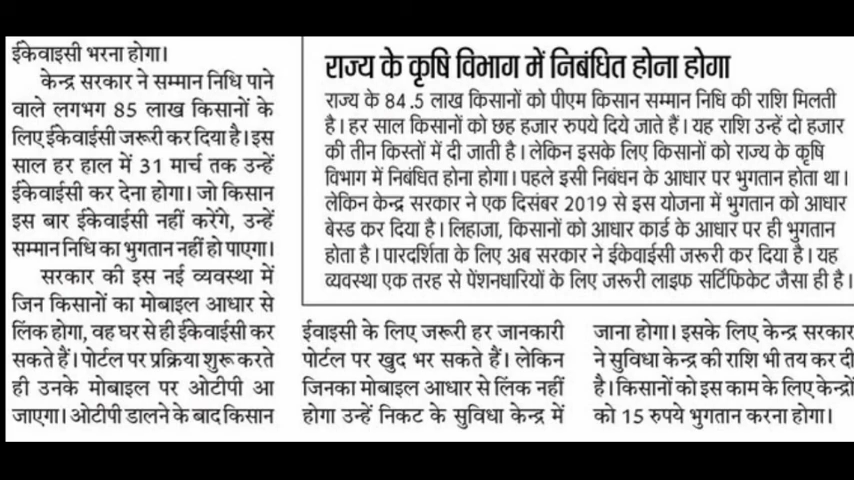 ईकेवाइसी भरना होगा।
केन्द्र सरकार ने सम्मान निधि पाने
वाले लगभग 85 लाख किसानों के
लिए ईकेवाईसी जरूरी कर दिया है। इस
साल हर हाल में 31 मार्च तक उन्हें
ईकेवाईसी कर देना होगा। जो किसान
इस बार ईकेवाईसी नहीं करेंगे, उन्हें
सम्मान निधि का भुगतान नहीं हो पाएगा।
सरकार की इस नई व्यवस्था में
जिन किसानों का मोबाइल आधार से
लिंक होगा, वह घर से ही ईकेवाईसी कर
सकते हैं। पोर्टल पर प्रक्रिया शुरू करते
ही उनके मोबाइल पर ओटीपी आ
जाएगा। ओटीपी डालने के बाद किसान
राज्य के कृषि विभाग में निबंधित होना होगा
राज्य के 84.5 लाख किसानों को पीएम किसान सम्मान निधि की राशि मिलती
है। हर साल किसानों को छह हजार रुपये दिये जाते हैं। यह राशि उन्हें दो हजार
की तीन किस्तों में दी जाती है। लेकिन इसके लिए किसानों को राज्य के कृषि
विभाग में निबंधित होना होगा। पहले इसी निबंधन के आधार पर भुगतान होता था।
लेकिन केन्द्र सरकार ने एक दिसंबर 2019 से इस योजना में भुगतान को आधार
बेस्ड कर दिया है। लिहाजा, किसानों को आधार कार्ड के आधार पर ही भुगतान
होता है। पारदर्शिता के लिए अब सरकार ने ईकेवाईसी जरूरी कर दिया है। यह
व्यवस्था एक तरह से पेंशनधारियों के लिए जरूरी लाइफ सर्टिफिकेट जैसा ही है।
ईवाइसी के लिए जरूरी हर जानकारी
पोर्टल पर खुद भर सकते हैं। लेकिन
जिनका मोबाइल आधार से लिंक नहीं
होगा उन्हें निकट के सुविधा केन्द्र में
जाना होगा। इसके लिए केन्द्र सरकार
ने सुविधा केन्द्र की राशि भी तय कर दी
है। किसानों को इस काम के लिए केन्द्रों
को 15 रुपये भुगतान करना होगा।